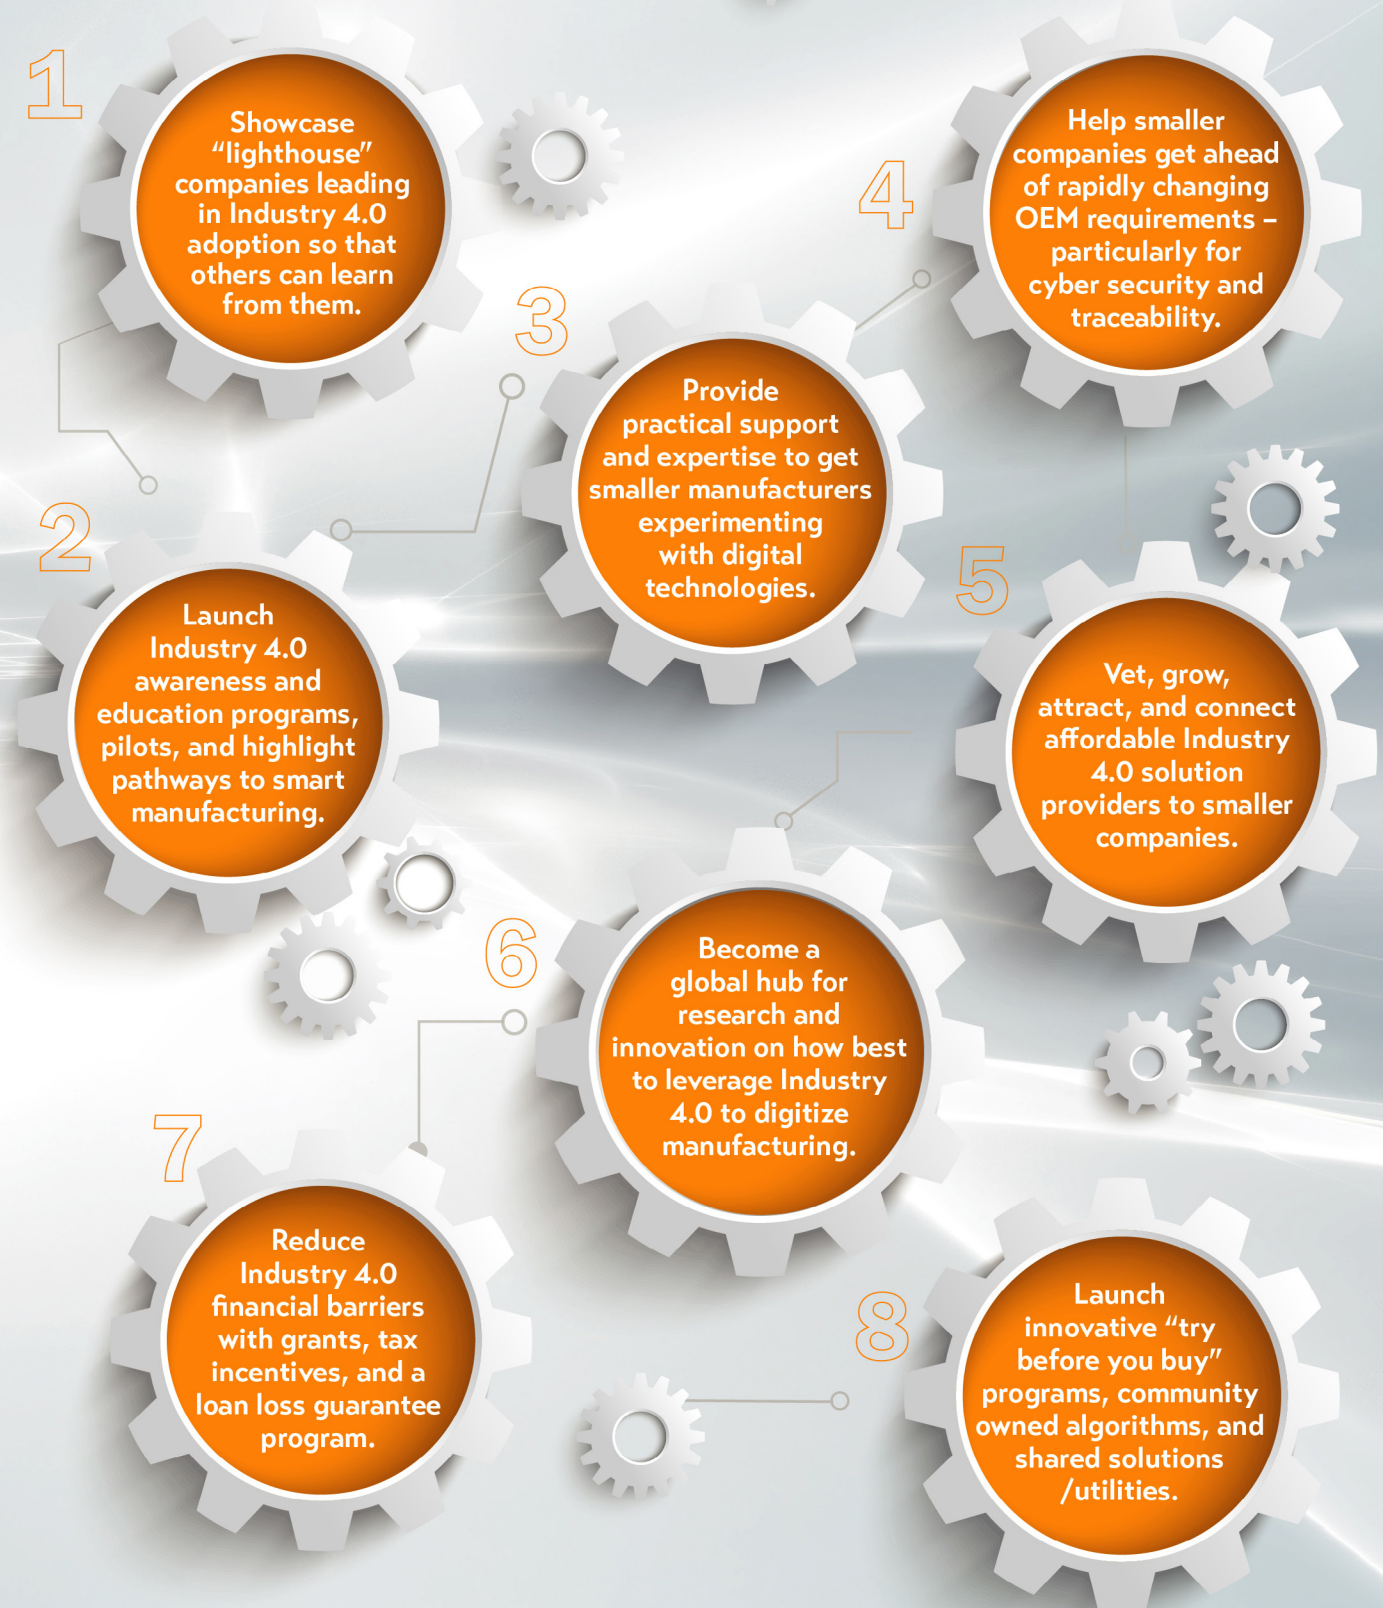 1
Showcase
“lighthouse”
companies leading
in Industry 4.0
adoption so that
others can learn
from them.
2
Launch
Industry 4.0
awareness and
education programs,
pilots, and highlight
pathways to smart
manufacturing.
3
Provide
practical support
and expertise to get
smaller manufacturers
experimenting
with digital
technologies.
4
Help smaller
companies get ahead
of rapidly changing
OEM requirements –
particularly for
cyber security and
traceability.
5
Vet, grow,
attract, and connect
affordable Industry
4.0 solution
providers to smaller
companies.
6
Become a
global hub for
research and
innovation on how best
to leverage Industry
4.0 to digitize
manufacturing.
7
Reduce
Industry 4.0
financial barriers
with grants, tax
incentives, and a
loan loss guarantee
program.
8
Launch
innovative “try
before you buy”
programs, community
owned algorithms, and
shared solutions
/utilities.